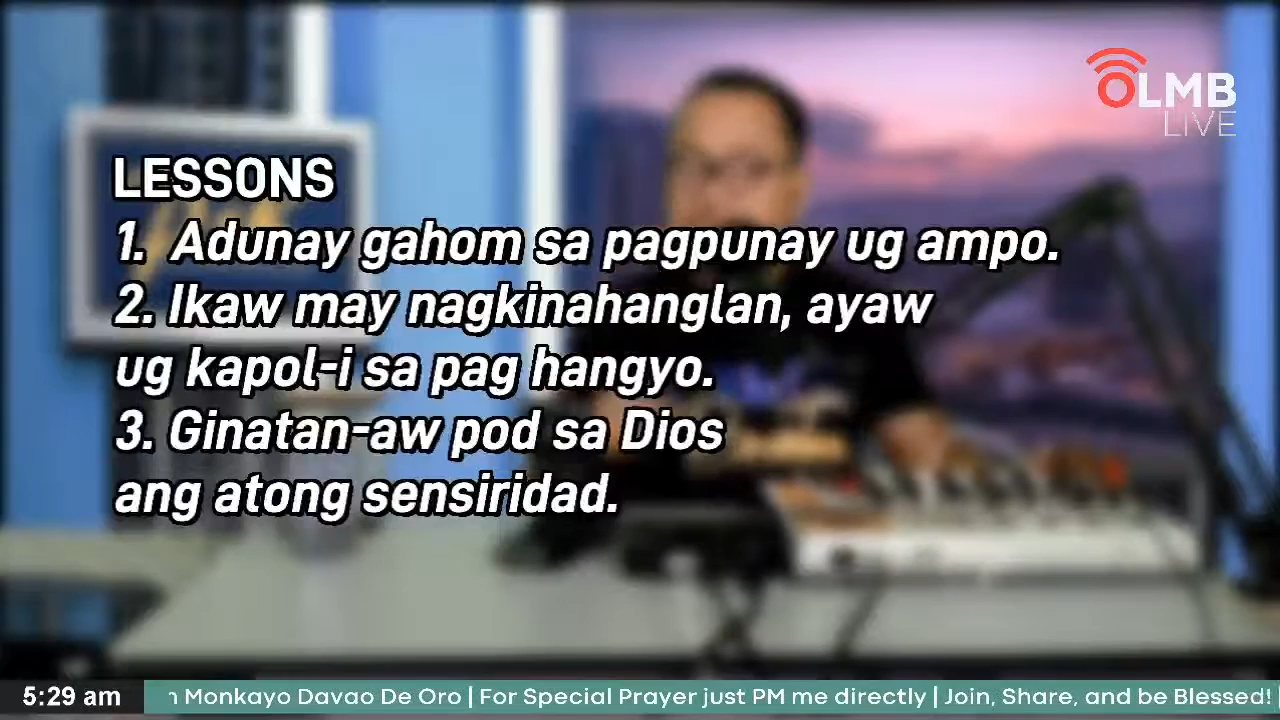 OLMB
LIVE
LESSONS
1. Adunay gahom sa pagpunay ug ampo.
2. Ikaw may nagkinahanglan, ayaw
ug kapol-i sa pag hangyo.
3. Ginatan-aw pod sa Dios
ang atong sensiridad.
5:29 am
Monkayo Davao De Oro | For Special Prayer just PM me directly | Join, Share, and be Blessed!